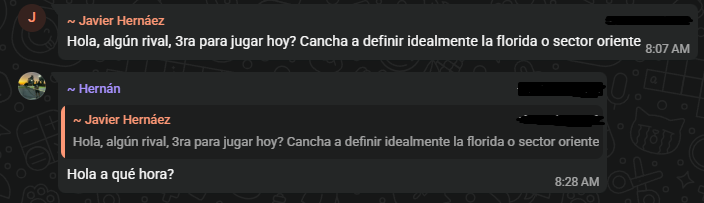 J
~ Javier Hernáez
Hola, algún rival, 3ra para jugar hoy? Cancha a definir idealmente la florida o sector oriente
8:07 AM
~ Hernán
~ Javier Hernáez
Hola, algún rival, 3ra para jugar hoy? Cancha a definir idealmente la florida o sector oriente
Hola a qué hora?
8:28 AM